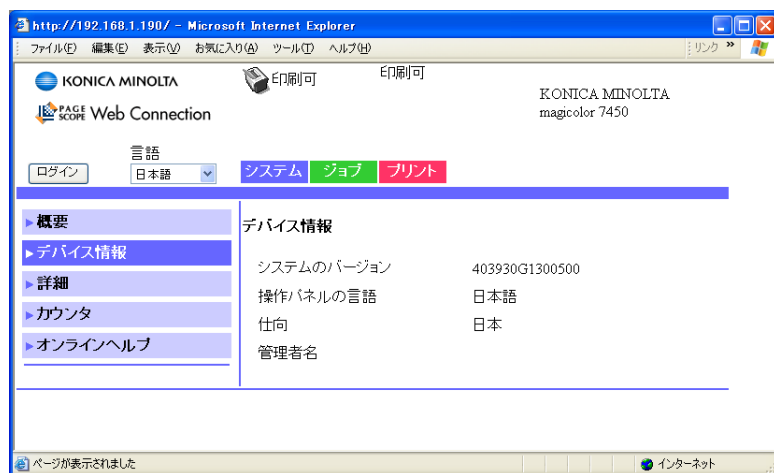 http://192.168.1.190/ - Microsoft Internet Explorer
ファイル(F) 編集(E) 表示(V) お気に入り(A) ツール(T) ヘルプ(H) リンク »
KONICA MINOLTA 印刷可 印刷可
KONICA MINOLTA
PAGE SCOPE Web Connection magicolor 7450
言語
ログイン 日本語 システム ジョブ プリント
概要 デバイス情報
デバイス情報
システムのバージョン 403930G1300500
詳細
操作パネルの言語 日本語
カウンタ
仕向 日本
オンラインヘルプ
管理者名
ページが表示されました インターネット